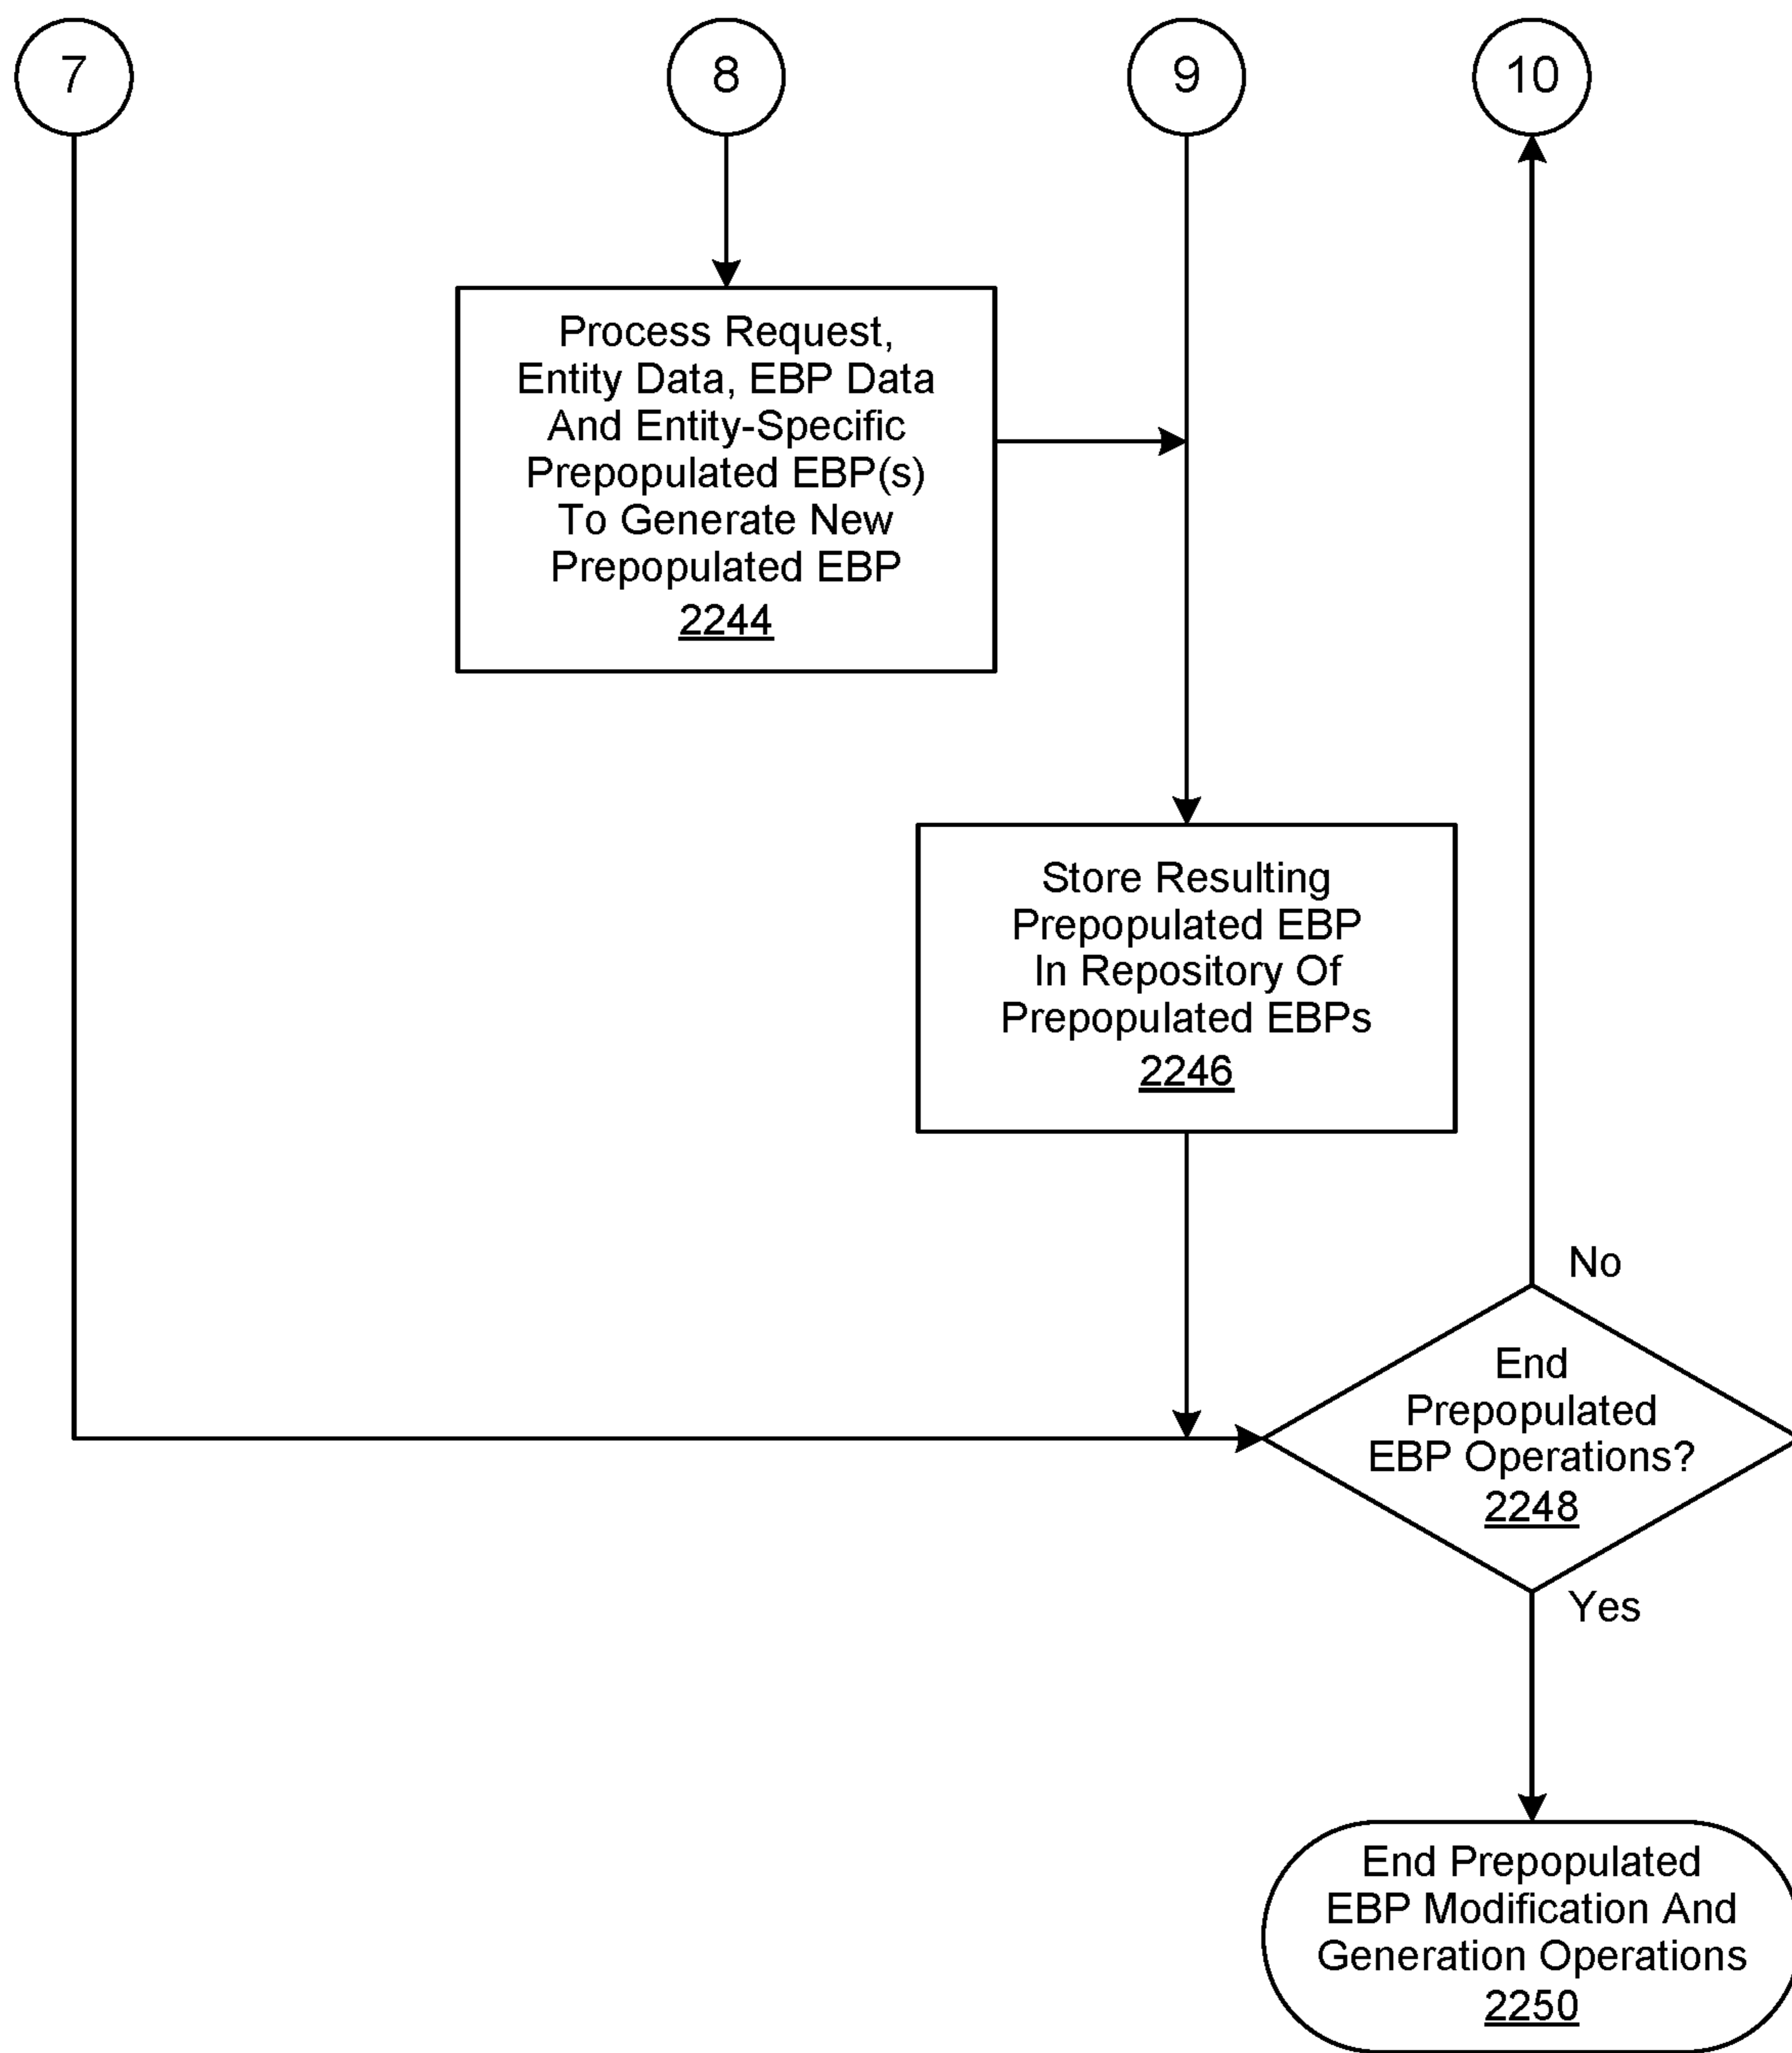 7
8
9
10
Process Request,
Entity Data, EBP Data
And Entity-Specific
Prepopulated EBP(s)
To Generate New
Prepopulated EBP
2244
Store Resulting
Prepopulated EBP
In Repository Of
Prepopulated EBPs
2246
No
End
Prepopulated
EBP Operations?
2248
Yes
End Prepopulated
EBP Modification And
Generation Operations
2250